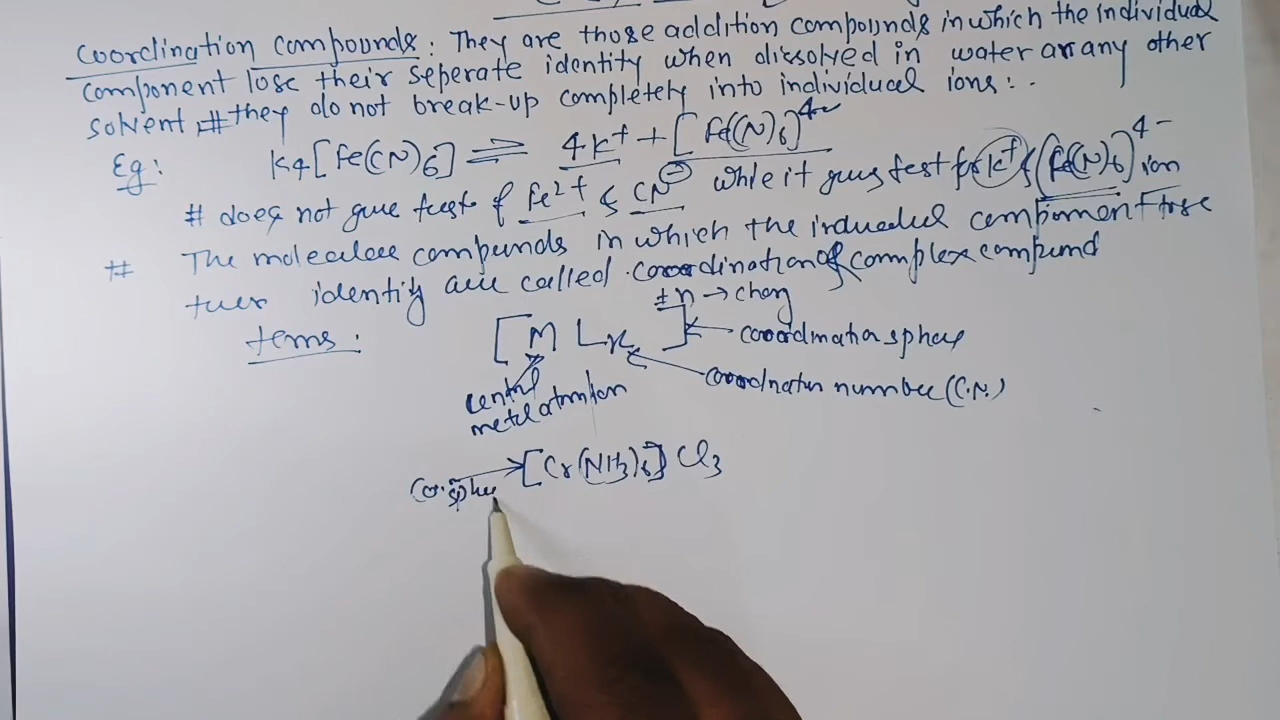 coordination compounds: They are those addition compounds in which the individual
component lose their seperate identity when dissolved in water or any other
solvent, # they do not break-up completely into individual ions:.
Eg: K4[Fe(CN)6] ⇌ 4K+ + [Fe(CN)6]4-
# does not give test of Fe2+ & CN⊖ while it gives test for K+ & [Fe(CN)6]4- ion
# The molecular compounds in which the individual component
identity are called coordination complex compound
terms: [M Lx]±n → charge
← coordination sphere
central coordination number (C.N.)
metal atom/ion
Co. sphere → [Cr(NH3)6] Cl3